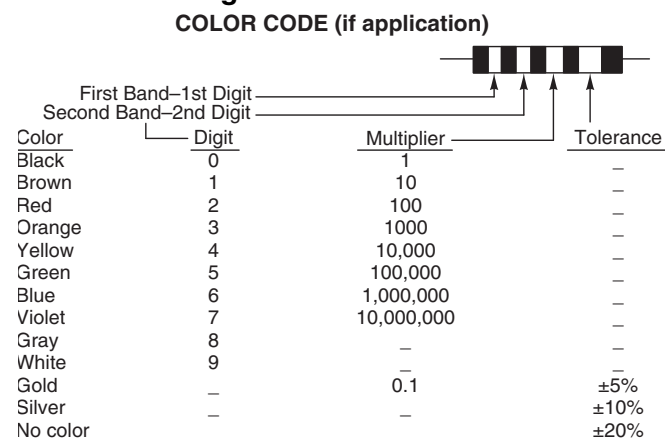 COLOR CODE (if application)
First Band–1st Digit
Second Band–2nd Digit
Color Digit Multiplier Tolerance
Black 0 1 _
Brown 1 10 _
Red 2 100 _
Orange 3 1000 _
Yellow 4 10,000 _
Green 5 100,000 _
Blue 6 1,000,000 _
Violet 7 10,000,000 _
Gray 8 _ _
White 9 _ _
Gold _ 0.1 ±5%
Silver _ _ ±10%
No color ±20%